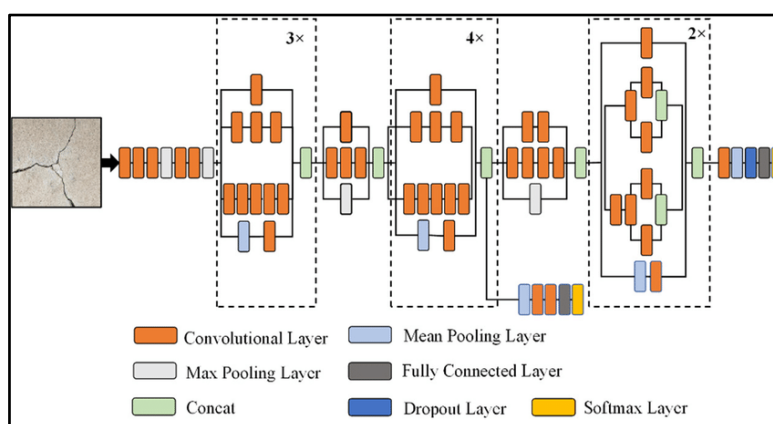 3×
4×
2×
Convolutional Layer
Mean Pooling Layer
Max Pooling Layer
Fully Connected Layer
Concat
Dropout Layer
Softmax Layer